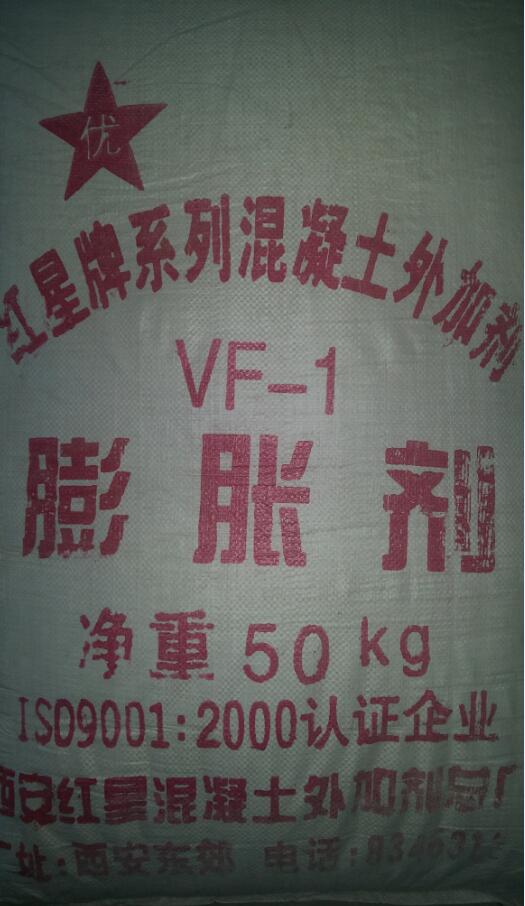 优
红星牌系列混凝土外加剂
VF-1
膨胀剂
净重 50kg
ISO9001:2000认证企业
西安红星混凝土外加剂总厂
厂址:西安东郊 电话: